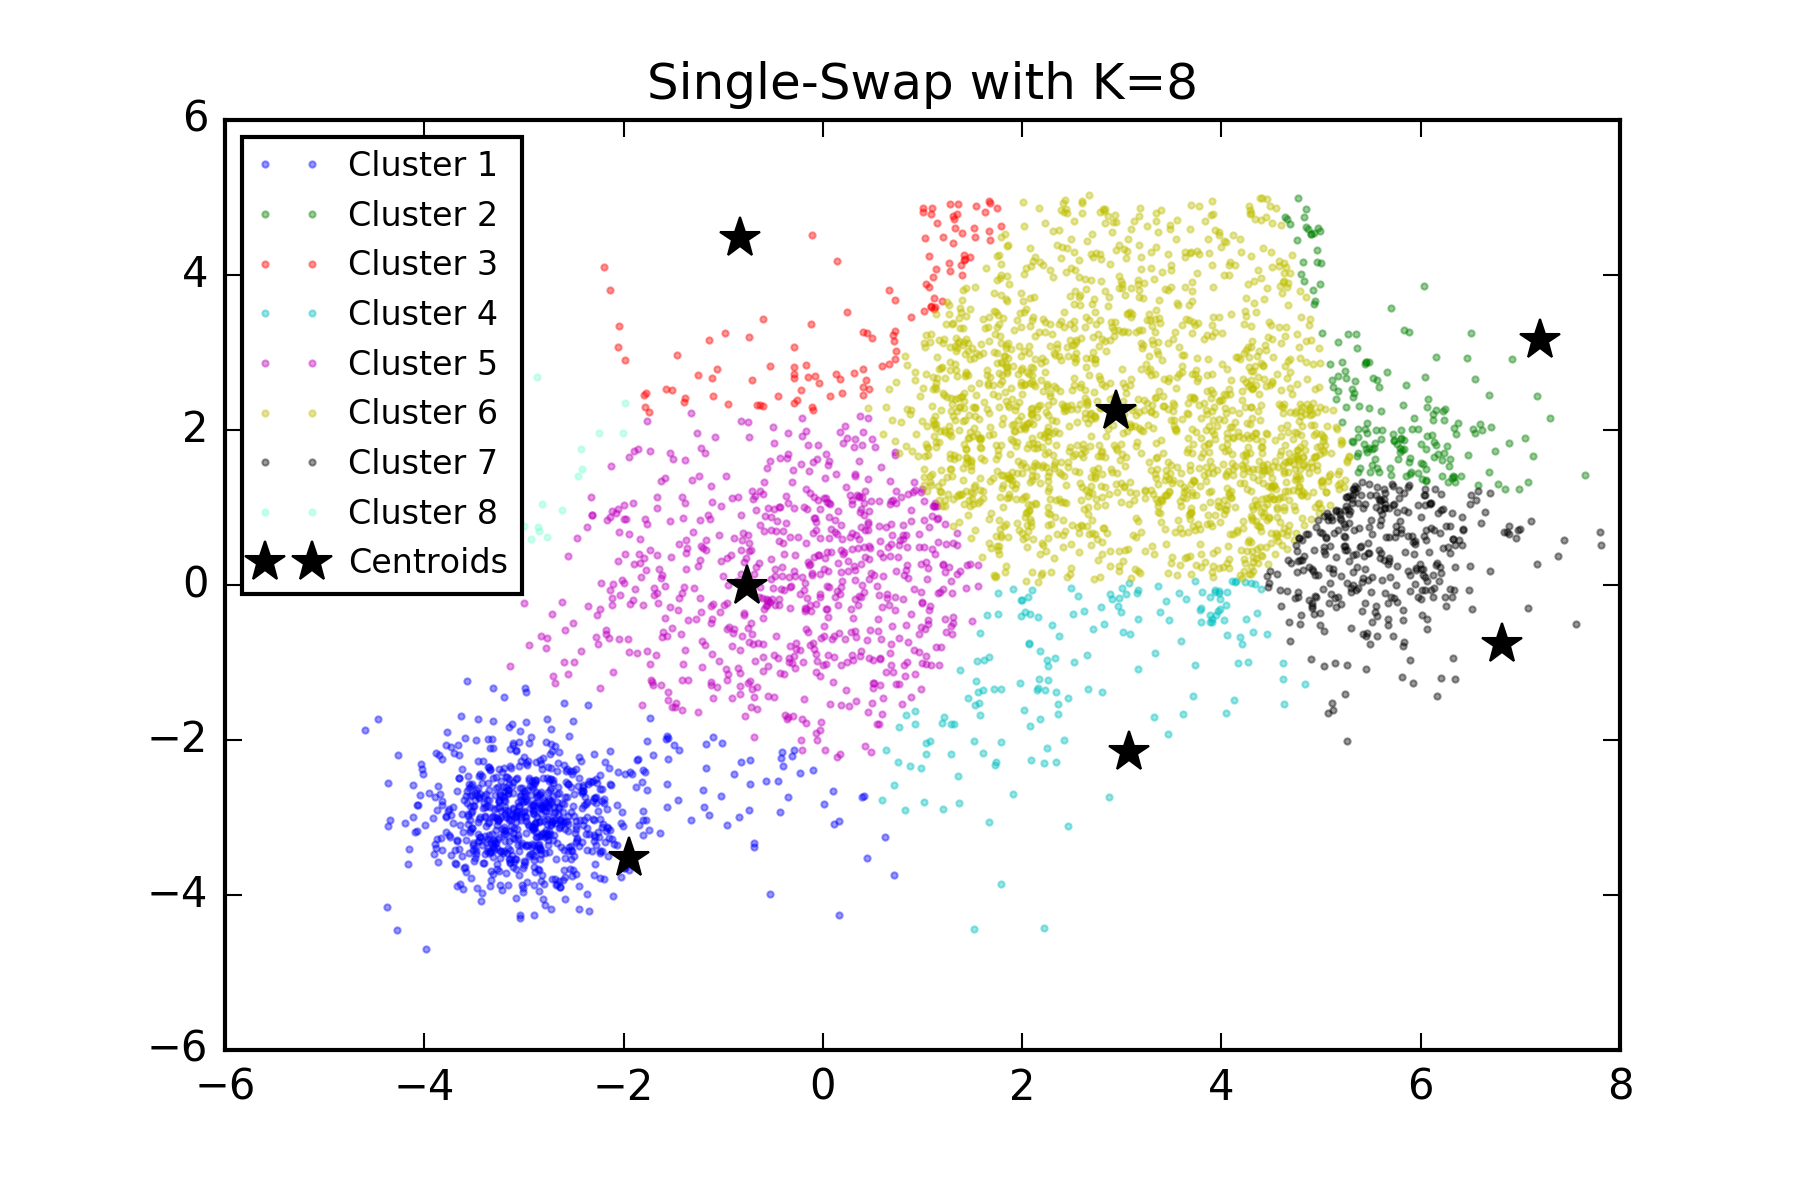 Single-Swap with K=8
6
4
2
0
−2
−4
−6
−6 −4 −2 0 2 4 6 8
Cluster 1
Cluster 2
Cluster 3
Cluster 4
Cluster 5
Cluster 6
Cluster 7
Cluster 8
Centroids